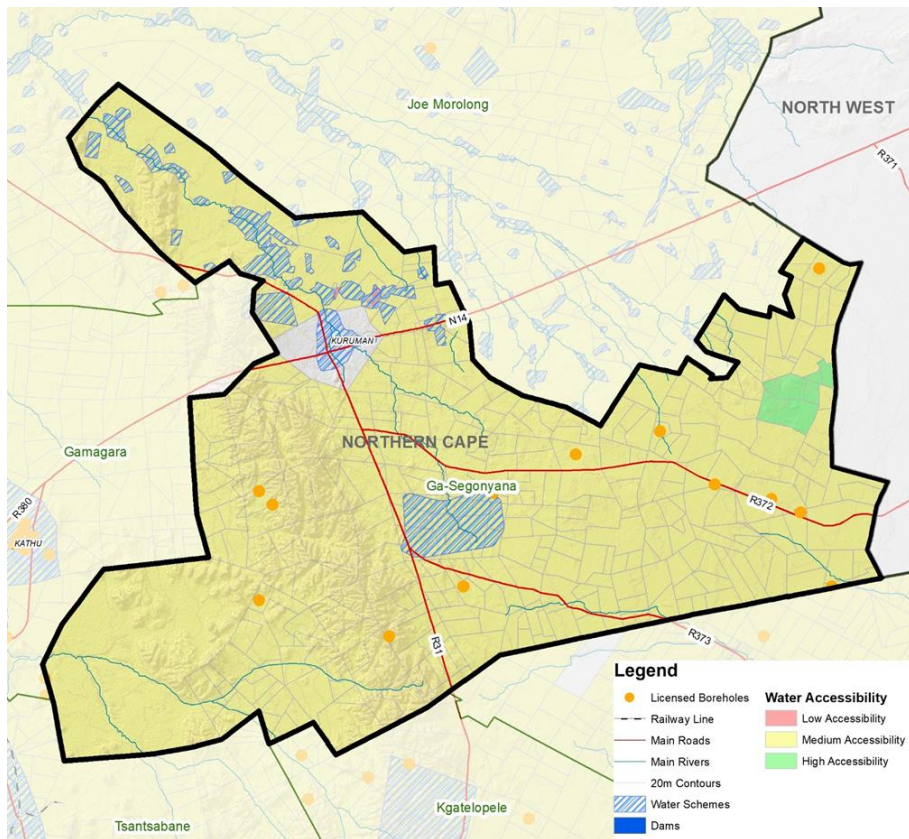 Joe Morolong
NORTH WEST
R371
N14
KURUMAN
NORTHERN CAPE
Gamagara
Ga-Segonyana
R380
R372
KATHU
R31
R373
Legend
Licensed Boreholes
Railway Line
Main Roads
Main Rivers
20m Contours
Water Schemes
Dams
Water Accessibility
Low Accessibility
Medium Accessibility
High Accessibility
Kgatelopele
Tsantsabane